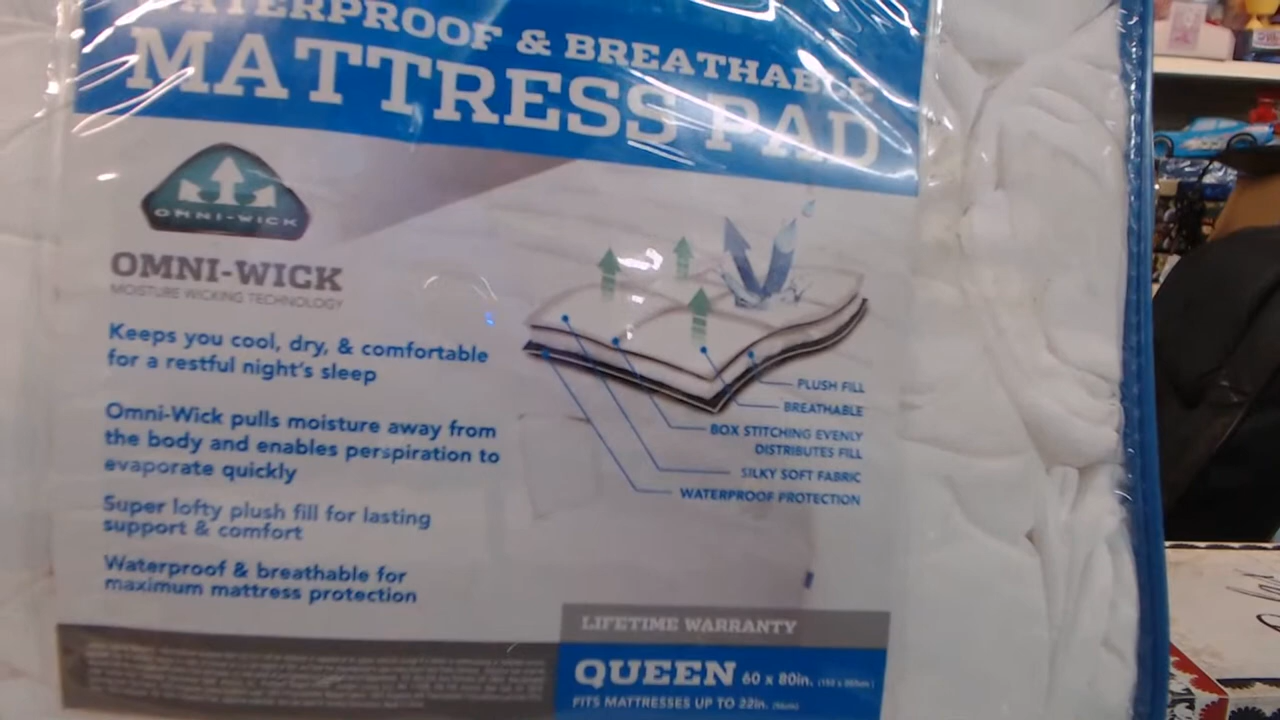 WATERPROOF & BREATHABLE
MATTRESS PAD
OMNI-WICK
OMNI-WICK
MOISTURE WICKING TECHNOLOGY
Keeps you cool, dry, & comfortable
for a restful night's sleep
Omni-Wick pulls moisture away from
the body and enables perspiration to
evaporate quickly
Super lofty plush fill for lasting
support & comfort
Waterproof & breathable for
maximum mattress protection
PLUSH FILL
BREATHABLE
BOX STITCHING EVENLY
DISTRIBUTES FILL
SILKY SOFT FABRIC
WATERPROOF PROTECTION
LIFETIME WARRANTY
QUEEN 60 x 80in.
FITS MATTRESSES UP TO 22in.